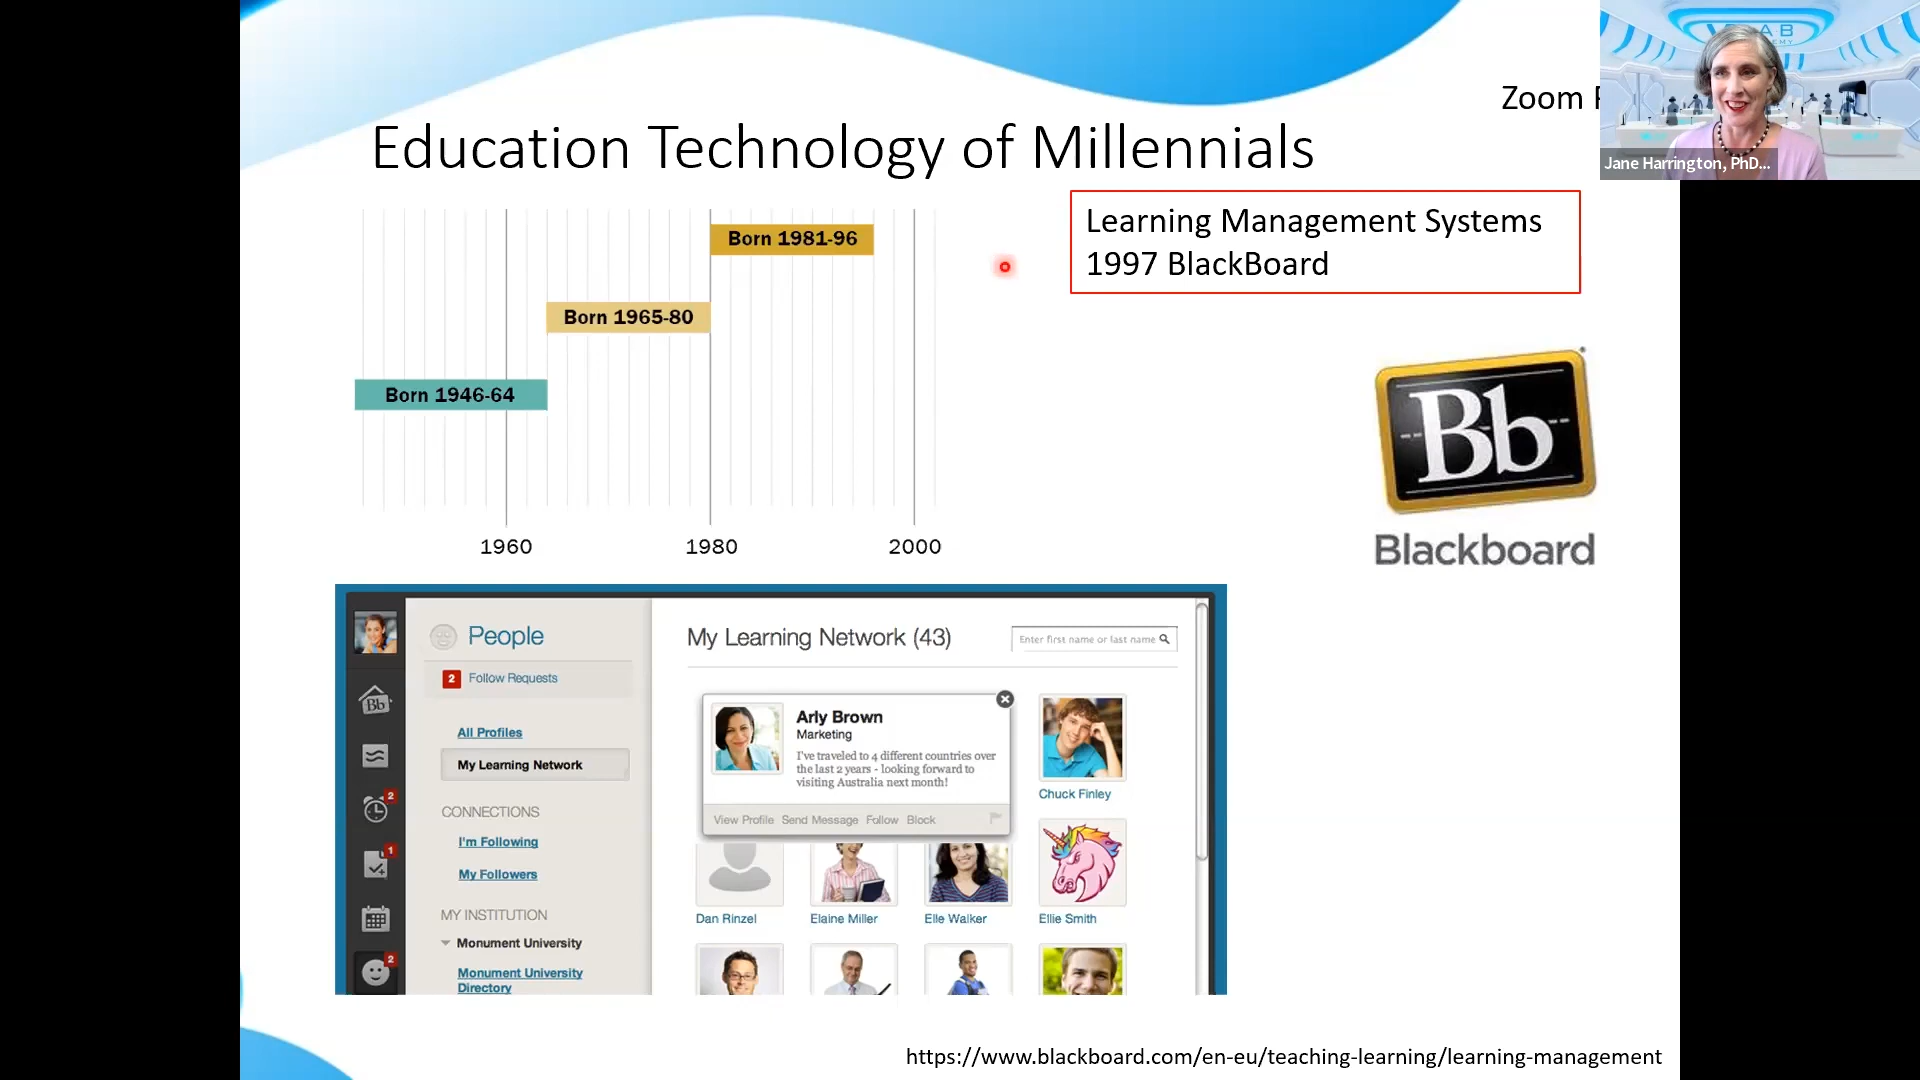 Zoom
Jane Harrington, PhD...
Education Technology of Millennials
Learning Management Systems
1997 BlackBoard
Born 1981-96
Born 1965-80
Born 1946-64
1960
1980
2000
Bb
Blackboard
People
2 Follow Requests
All Profiles
My Learning Network
CONNECTIONS
I'm Following
My Followers
MY INSTITUTION
Monument University
Monument University
Directory
Bb
2
1
2
My Learning Network (43)
Enter first name or last name
Arly Brown
Marketing
I've traveled to 4 different countries over
the last 2 years - looking forward to
visiting Australia next month!
View Profile Send Message Follow Block
Chuck Finley
Dan Rinzel
Elaine Miller
Elle Walker
Ellie Smith
https://www.blackboard.com/en-eu/teaching-learning/learning-management